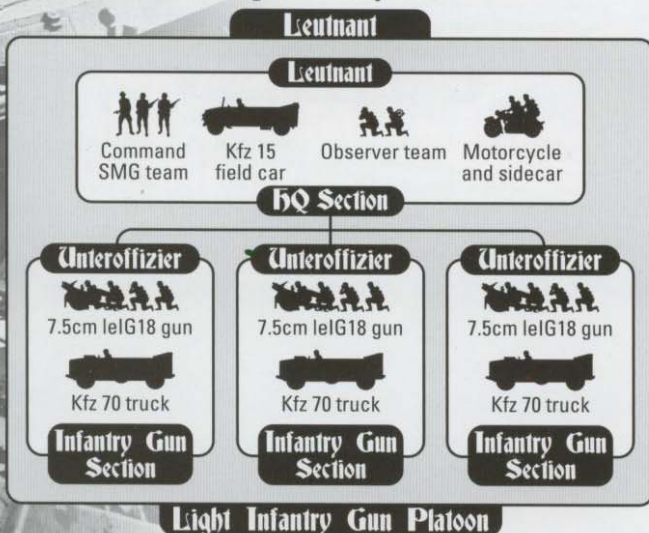 Leutnant
Leutnant
Command
SMG team
Kfz 15
field car
Observer team
Motorcycle
and sidecar
HQ Section
Unteroffizier
7.5cm leIG18 gun
Kfz 70 truck
Infantry Gun
Section
Unteroffizier
7.5cm leIG18 gun
Kfz 70 truck
Infantry Gun
Section
Unteroffizier
7.5cm leIG18 gun
Kfz 70 truck
Infantry Gun
Section
Light Infantry Gun Platoon